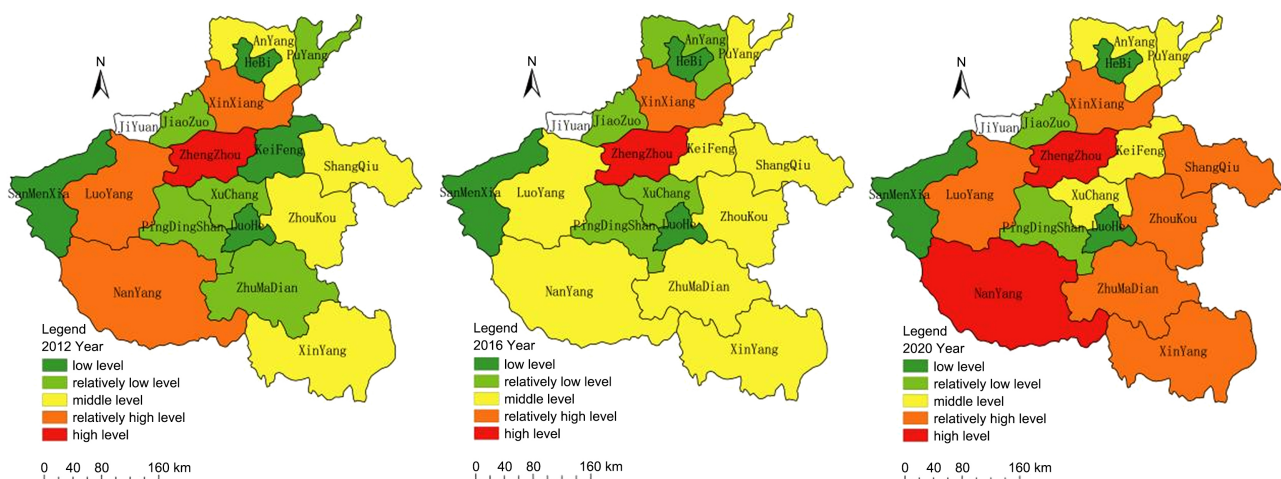 N
AnYang
PuYang
HeBi
XinXiang
JiYuan
JiaoZuo
ZhengZhou
KeiFeng
ShangQiu
SanMenXia
LuoYang
XuChang
PingDingShan
LuoHe
ZhouKou
NanYang
ZhuMaDian
XinYang
Legend
2012 Year
low level
relatively low level
middle level
relatively high level
high level
0 40 80 160 km
N
AnYang
PuYang
HeBi
XinXiang
JiYuan
JiaoZuo
ZhengZhou
KeiFeng
ShangQiu
SanMenXia
LuoYang
XuChang
PingDingShan
LuoHe
ZhouKou
NanYang
ZhuMaDian
XinYang
Legend
2016 Year
low level
relatively low level
middle level
relatively high level
high level
0 40 80 160 km
N
AnYang
PuYang
HeBi
XinXiang
JiYuan
JiaoZuo
ZhengZhou
KeiFeng
ShangQiu
SanMenXia
LuoYang
XuChang
PingDingShan
LuoHe
ZhouKou
NanYang
ZhuMaDian
XinYang
Legend
2020 Year
low level
relatively low level
middle level
relatively high level
high level
0 40 80 160 km